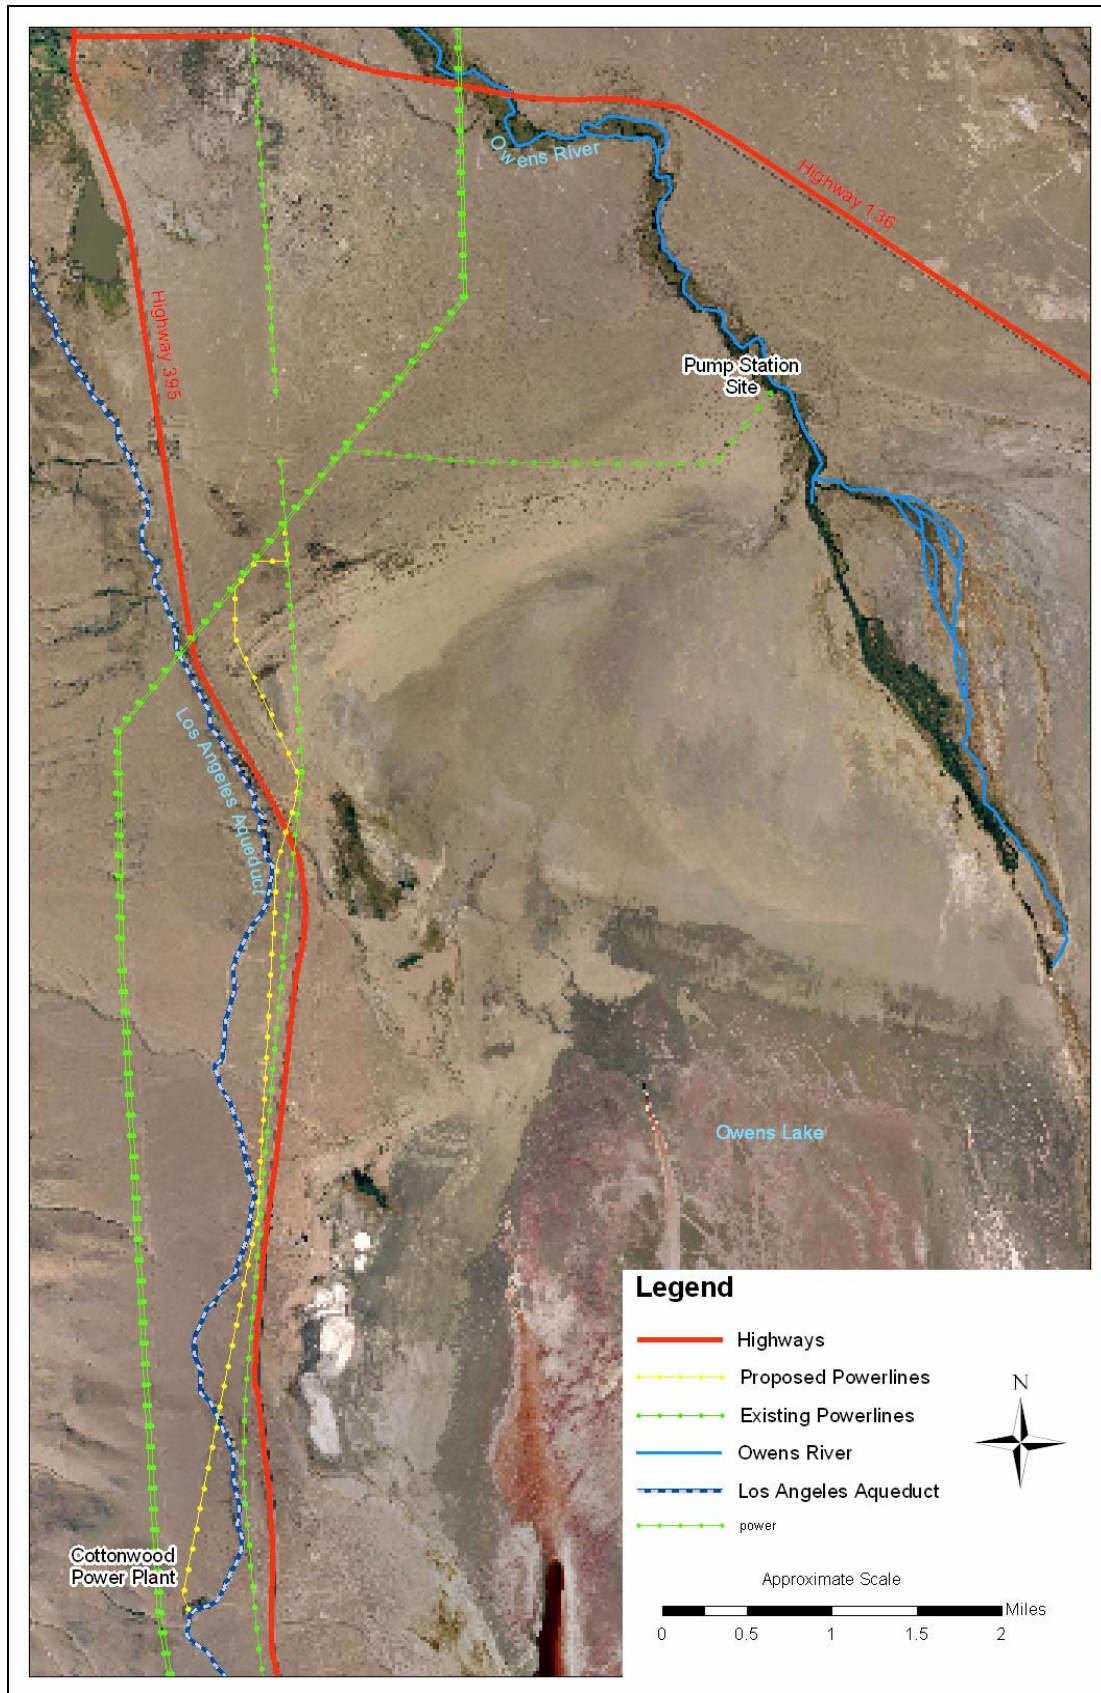 Owens River
Highway 136
Highway 395
Pump Station
Site
Los Angeles Aqueduct
Owens Lake
Cottonwood
Power Plant
Legend
Highways
Proposed Powerlines
Existing Powerlines
Owens River
Los Angeles Aqueduct
power
N
Approximate Scale
Miles
0 0.5 1 1.5 2